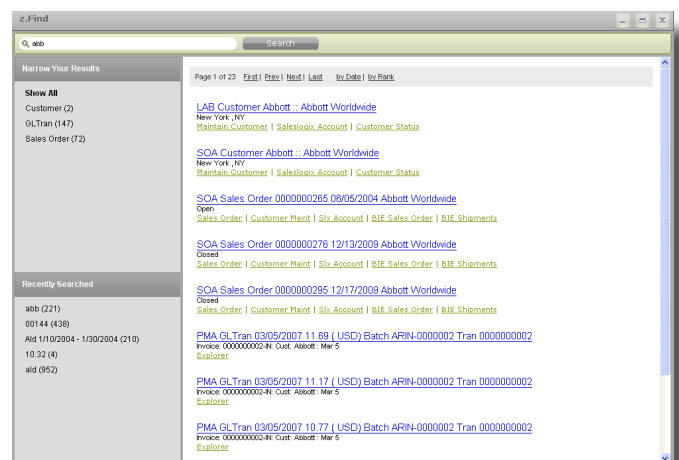 z.Find
abb
Search
Narrow Your Results
Show All
Customer (2)
GLTran (147)
Sales Order (72)
Recently Searched
abb (221)
00144 (438)
Ald 1/10/2004 - 1/30/2004 (210)
10.32 (4)
ald (952)
Page 1 of 23 First | Prev | Next | Last by Date | by Rank
LAB Customer Abbott :: Abbott Worldwide
New York , NY
Maintain Customer | Saleslogix Account | Customer Status
SOA Customer Abbott :: Abbott Worldwide
New York , NY
Maintain Customer | Saleslogix Account | Customer Status
SOA Sales Order 0000000265 06/05/2004 Abbott Worldwide
Open
Sales Order | Customer Maint | Slx Account | BIE Sales Order | BIE Shipments
SOA Sales Order 0000000276 12/13/2009 Abbott Worldwide
Closed
Sales Order | Customer Maint | Slx Account | BIE Sales Order | BIE Shipments
SOA Sales Order 0000000295 12/17/2009 Abbott Worldwide
Closed
Sales Order | Customer Maint | Slx Account | BIE Sales Order | BIE Shipments
PMA GLTran 03/05/2007 11.69 ( USD) Batch ARIN-0000002 Tran 0000000002
Invoice: 0000000002-IN: Cust: Abbott : Mar 5
Explorer
PMA GLTran 03/05/2007 11.17 ( USD) Batch ARIN-0000002 Tran 0000000002
Invoice: 0000000002-IN: Cust: Abbott : Mar 5
Explorer
PMA GLTran 03/05/2007 10.77 ( USD) Batch ARIN-0000002 Tran 0000000002
Invoice: 0000000002-IN: Cust: Abbott : Mar 5
Explorer